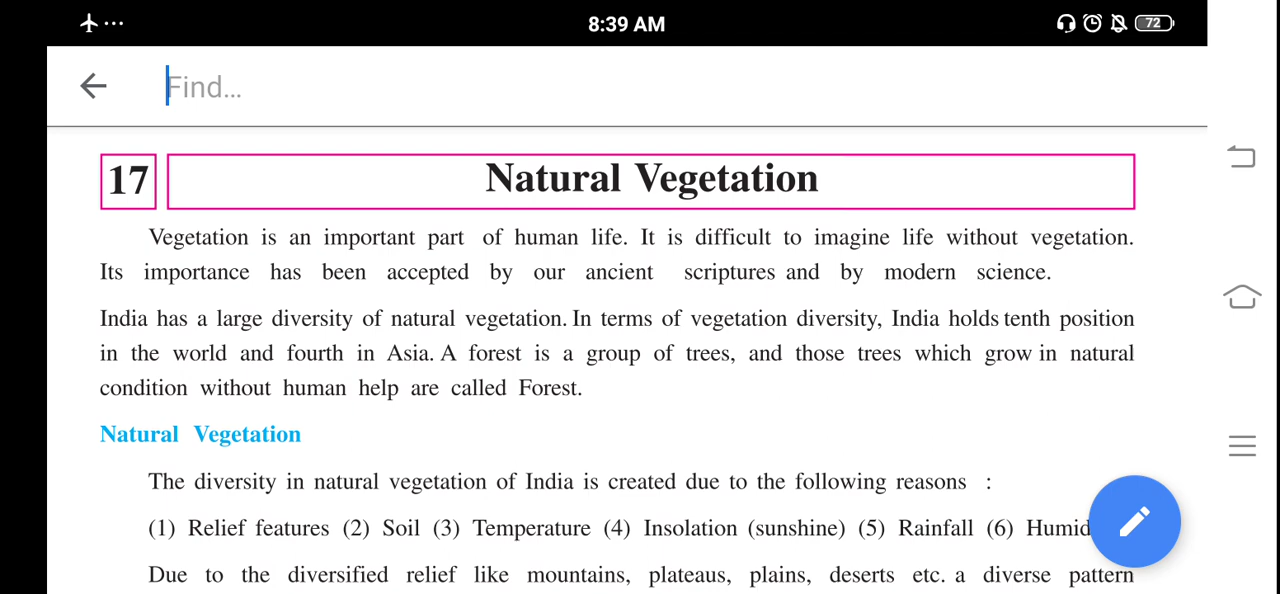 8:39 AM
72
Find...
17 Natural Vegetation
Vegetation is an important part of human life. It is difficult to imagine life without vegetation.
Its importance has been accepted by our ancient scriptures and by modern science.
India has a large diversity of natural vegetation. In terms of vegetation diversity, India holds tenth position
in the world and fourth in Asia. A forest is a group of trees, and those trees which grow in natural
condition without human help are called Forest.
Natural Vegetation
The diversity in natural vegetation of India is created due to the following reasons :
(1) Relief features (2) Soil (3) Temperature (4) Insolation (sunshine) (5) Rainfall (6) Humid
Due to the diversified relief like mountains, plateaus, plains, deserts etc. a diverse pattern